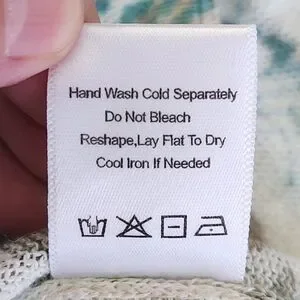 Hand Wash Cold Separately
Do Not Bleach
Reshape,Lay Flat To Dry
Cool Iron If Needed